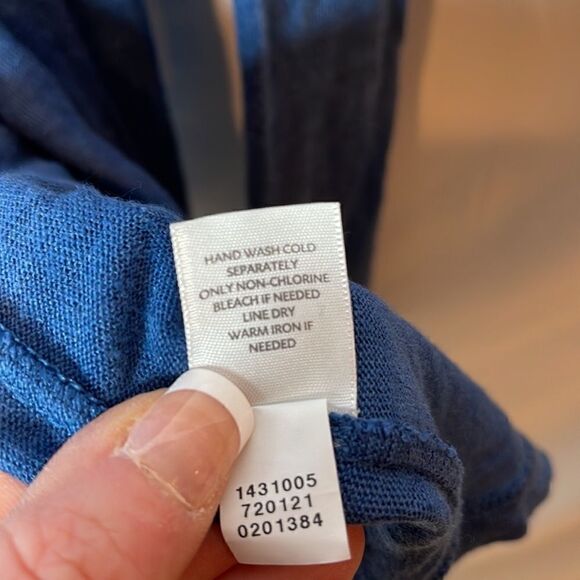 HAND WASH COLD
SEPARATELY
ONLY NON-CHLORINE
BLEACH IF NEEDED
LINE DRY
WARM IRON IF
NEEDED
1431005
720121
0201384